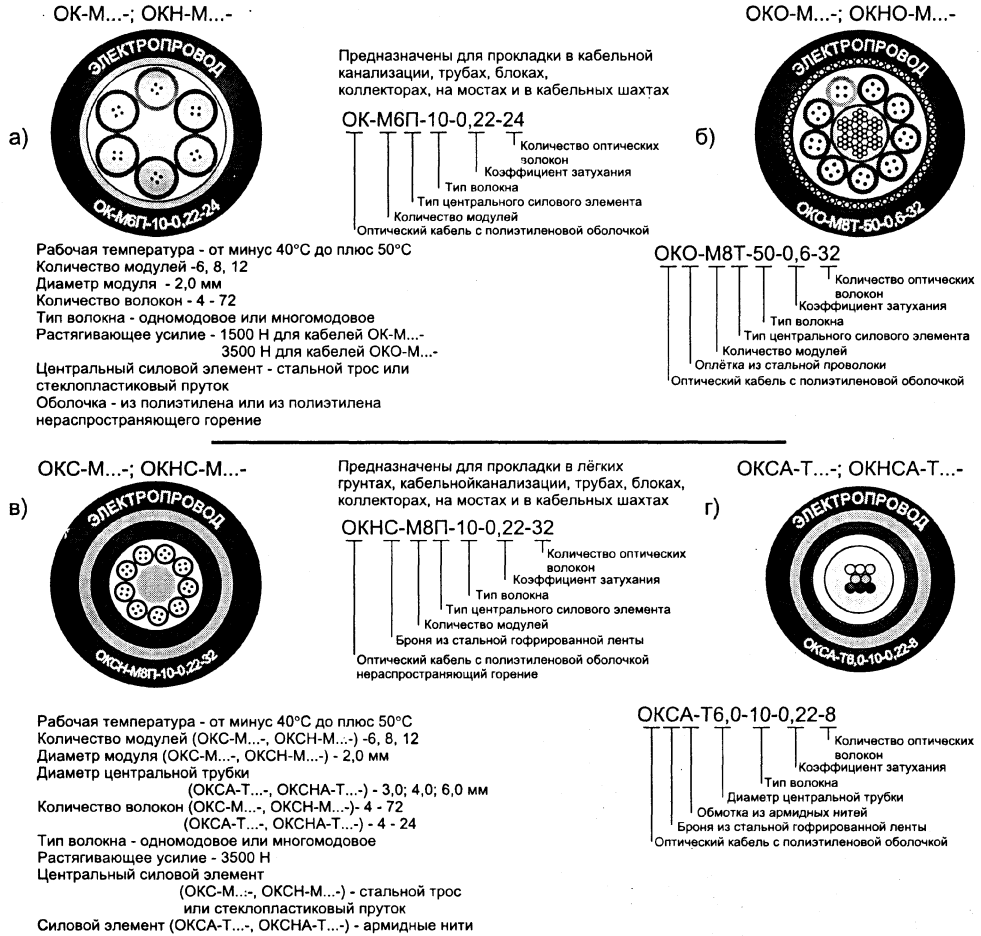 ОК-М...-; ОКН-М...-
ОКО-М...-; ОКНО-М...-
а)
ЭЛЕКТРОПРОВОД
ОК-М6П-10-0,22-24
Предназначены для прокладки в кабельной
канализации, трубах, блоках,
коллекторах, на мостах и в кабельных шахтах
ОК-М6П-10-0,22-24
Количество оптических
волокон
Коэффициент затухания
Тип волокна
Тип центрального силового элемента
Количество модулей
Оптический кабель с полиэтиленовой оболочкой
б)
ЭЛЕКТРОПРОВОД
ОКО-М8Т-50-0,6-32
Рабочая температура - от минус 40°С до плюс 50°С
Количество модулей -6, 8, 12
Диаметр модуля - 2,0 мм
Количество волокон - 4 - 72
Тип волокна - одномодовое или многомодовое
Растягивающее усилие - 1500 Н для кабелей ОК-М...-
3500 Н для кабелей ОКО-М...-
Центральный силовой элемент - стальной трос или
стеклопластиковый пруток
Оболочка - из полиэтилена или из полиэтилена
нераспространяющего горение
ОКО-М8Т-50-0,6-32
Количество оптических
волокон
Коэффициент затухания
Тип волокна
Тип центрального силового элемента
Количество модулей
Оплётка из стальной проволоки
Оптический кабель с полиэтиленовой оболочкой
ОКС-М...-; ОКНС-М...-
ОКСА-Т...-; ОКНСА-Т...-
в)
ЭЛЕКТРОПРОВОД
ОКСН-М8П-10-0,22-32
Предназначены для прокладки в лёгких
грунтах, кабельнойканализации, трубах, блоках,
коллекторах, на мостах и в кабельных шахтах
ОКНС-М8П-10-0,22-32
Количество оптических
волокон
Коэффициент затухания
Тип волокна
Тип центрального силового элемента
Количество модулей
Броня из стальной гофрированной ленты
Оптический кабель с полиэтиленовой оболочкой
нераспространяющий горение
г)
ЭЛЕКТРОПРОВОД
ОКСА-Т6,0-10-0,22-8
Рабочая температура - от минус 40°С до плюс 50°С
Количество модулей (ОКС-М...-, ОКСН-М...-) -6, 8, 12
Диаметр модуля (ОКС-М...-, ОКСН-М...-) - 2,0 мм
Диаметр центральной трубки
(ОКСА-Т...-, ОКСНА-Т...-) - 3,0; 4,0; 6,0 мм
Количество волокон (ОКС-М...-, ОКСН-М...-)- 4 - 72
(ОКСА-Т...-, ОКСНА-Т...-) - 4 - 24
Тип волокна - одномодовое или многомодовое
Растягивающее усилие - 3500 Н
Центральный силовой элемент
(ОКС-М...-, ОКСН-М...-) - стальной трос
или стеклопластиковый пруток
Силовой элемент (ОКСА-Т...-, ОКСНА-Т...-) - армидные нити
ОКСА-Т6,0-10-0,22-8
Количество оптических
волокон
Коэффициент затухания
Тип волокна
Диаметр центральной трубки
Обмотка из армидных нитей
Броня из стальной гофрированной ленты
Оптический кабель с полиэтиленовой оболочкой